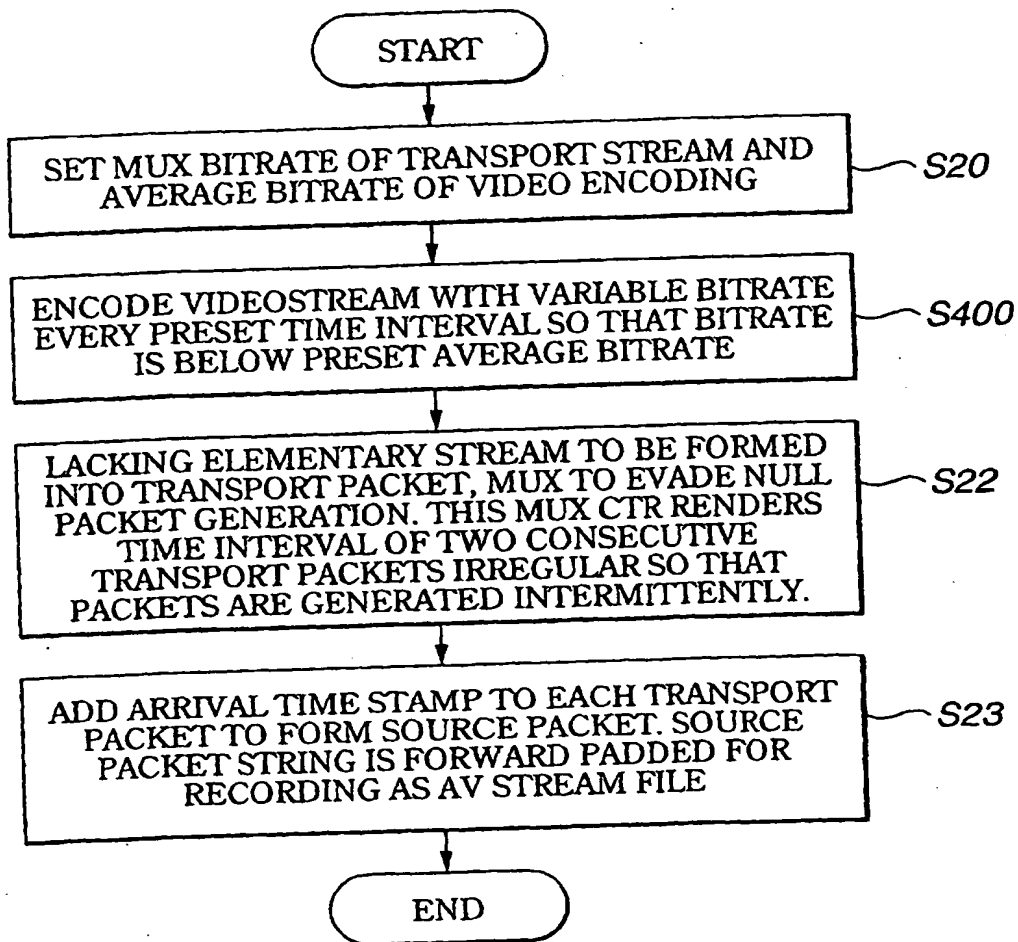 START
SET MUX BITRATE OF TRANSPORT STREAM AND
AVERAGE BITRATE OF VIDEO ENCODING
S20
ENCODE VIDEOSTREAM WITH VARIABLE BITRATE
EVERY PRESET TIME INTERVAL SO THAT BITRATE
IS BELOW PRESET AVERAGE BITRATE
S400
LACKING ELEMENTARY STREAM TO BE FORMED
INTO TRANSPORT PACKET, MUX TO EVADE NULL
PACKET GENERATION. THIS MUX CTR RENDERS
TIME INTERVAL OF TWO CONSECUTIVE
TRANSPORT PACKETS IRREGULAR SO THAT
PACKETS ARE GENERATED INTERMITTENTLY.
S22
ADD ARRIVAL TIME STAMP TO EACH TRANSPORT
PACKET TO FORM SOURCE PACKET. SOURCE
PACKET STRING IS FORWARD PADDED FOR
RECORDING AS AV STREAM FILE
S23
END